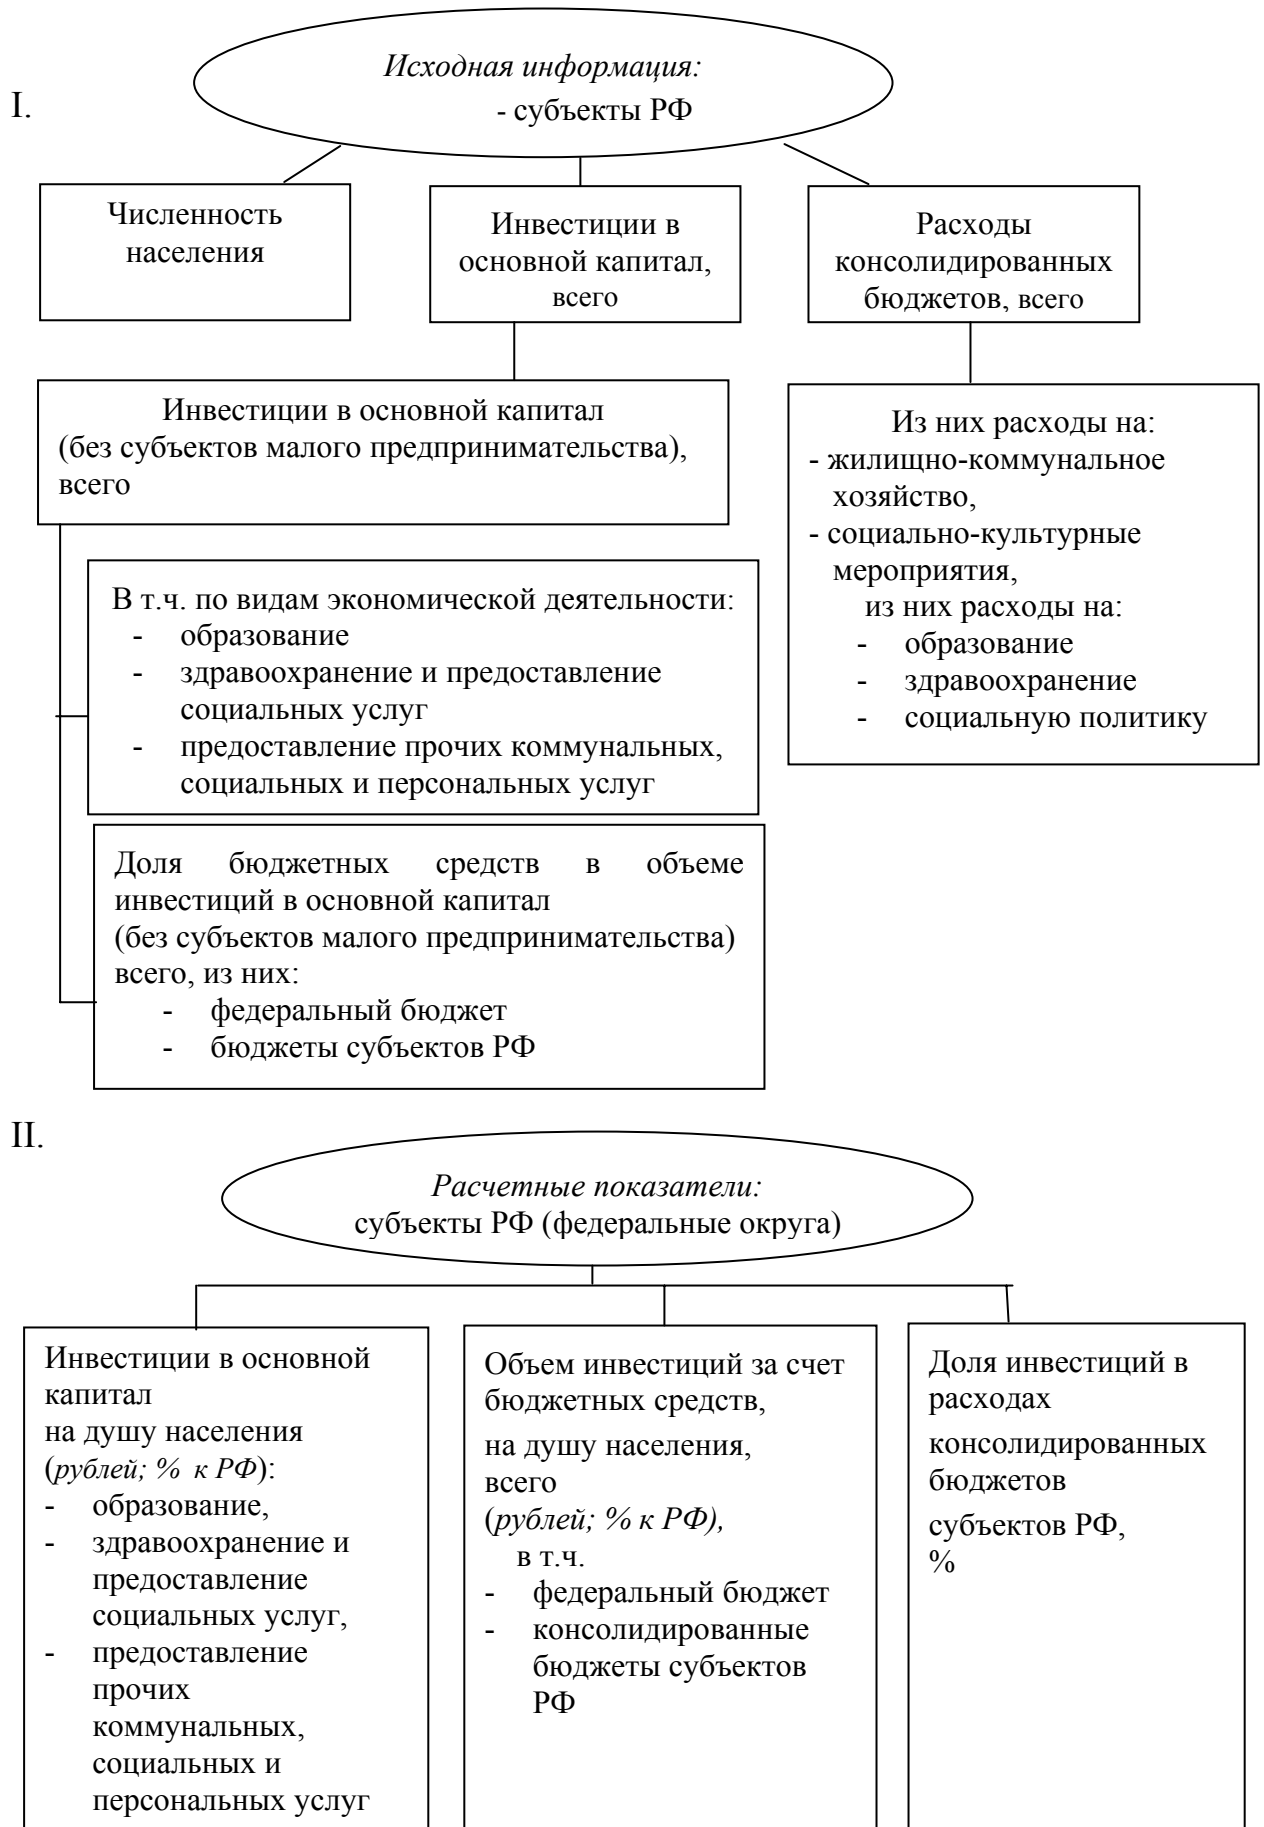 I.
Исходная информация:
- субъекты РФ
Численность
населения
Инвестиции в
основной капитал,
всего
Расходы
консолидированных
бюджетов, всего
Инвестиции в основной капитал
(без субъектов малого предпринимательства),
всего
В т.ч. по видам экономической деятельности:
- образование
- здравоохранение и предоставление
социальных услуг
- предоставление прочих коммунальных,
социальных и персональных услуг
Доля бюджетных средств в объеме
инвестиций в основной капитал
(без субъектов малого предпринимательства)
всего, из них:
- федеральный бюджет
- бюджеты субъектов РФ
Из них расходы на:
- жилищно-коммунальное
хозяйство,
- социально-культурные
мероприятия,
из них расходы на:
- образование
- здравоохранение
- социальную политику
II.
Расчетные показатели:
субъекты РФ (федеральные округа)
Инвестиции в основной
капитал
на душу населения
(рублей; % к РФ):
- образование,
- здравоохранение и
предоставление
социальных услуг,
- предоставление
прочих
коммунальных,
социальных и
персональных услуг
Объем инвестиций за счет
бюджетных средств,
на душу населения,
всего
(рублей; % к РФ),
в т.ч.
- федеральный бюджет
- консолидированные
бюджеты субъектов
РФ
Доля инвестиций в
расходах
консолидированных
бюджетов
субъектов РФ,
%